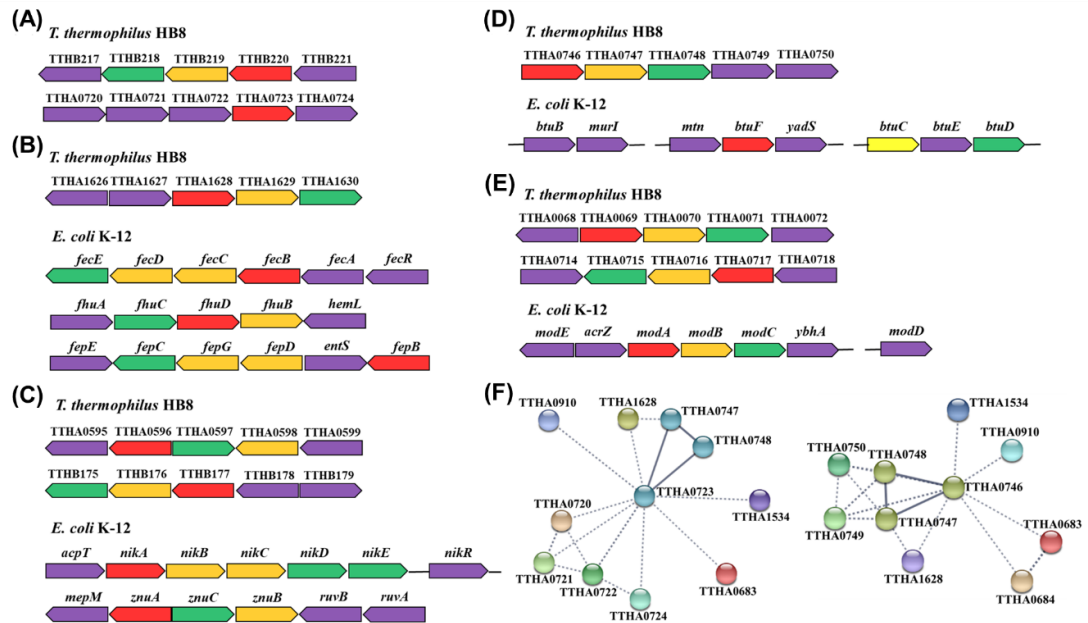 (A)
T. thermophilus HB8
TTHB217 TTHB218 TTHB219 TTHB220 TTHB221
TTHA0720 TTHA0721 TTHA0722 TTHA0723 TTHA0724
(B)
T. thermophilus HB8
TTHA1626 TTHA1627 TTHA1628 TTHA1629 TTHA1630
E. coli K-12
fecE fecD fecC fecB fecA fecR
fhuA fhuC fhuD fhuB hemL
fepE fepC fepG fepD entS fepB
(C)
T. thermophilus HB8
TTHA0595 TTHA0596 TTHA0597 TTHA0598 TTHA0599
TTHB175 TTHB176 TTHB177 TTHB178 TTHB179
E. coli K-12
acpT nikA nikB nikC nikD nikE nikR
mepM znuA znuC znuB ruvB ruvA
(D)
T. thermophilus HB8
TTHA0746 TTHA0747 TTHA0748 TTHA0749 TTHA0750
E. coli K-12
btuB murI mtn btuF yadS btuC btuE btuD
(E)
T. thermophilus HB8
TTHA0068 TTHA0069 TTHA0070 TTHA0071 TTHA0072
TTHA0714 TTHA0715 TTHA0716 TTHA0717 TTHA0718
E. coli K-12
modE acrZ modA modB modC ybhA modD
(F)
TTHA0910 TTHA1628 TTHA0747
TTHA0748
TTHA0723
TTHA1534
TTHA0720
TTHA0721
TTHA0722
TTHA0724
TTHA0683
TTHA1534
TTHA0910
TTHA0750 TTHA0748
TTHA0746
TTHA0749 TTHA0747
TTHA0683
TTHA1628
TTHA0684